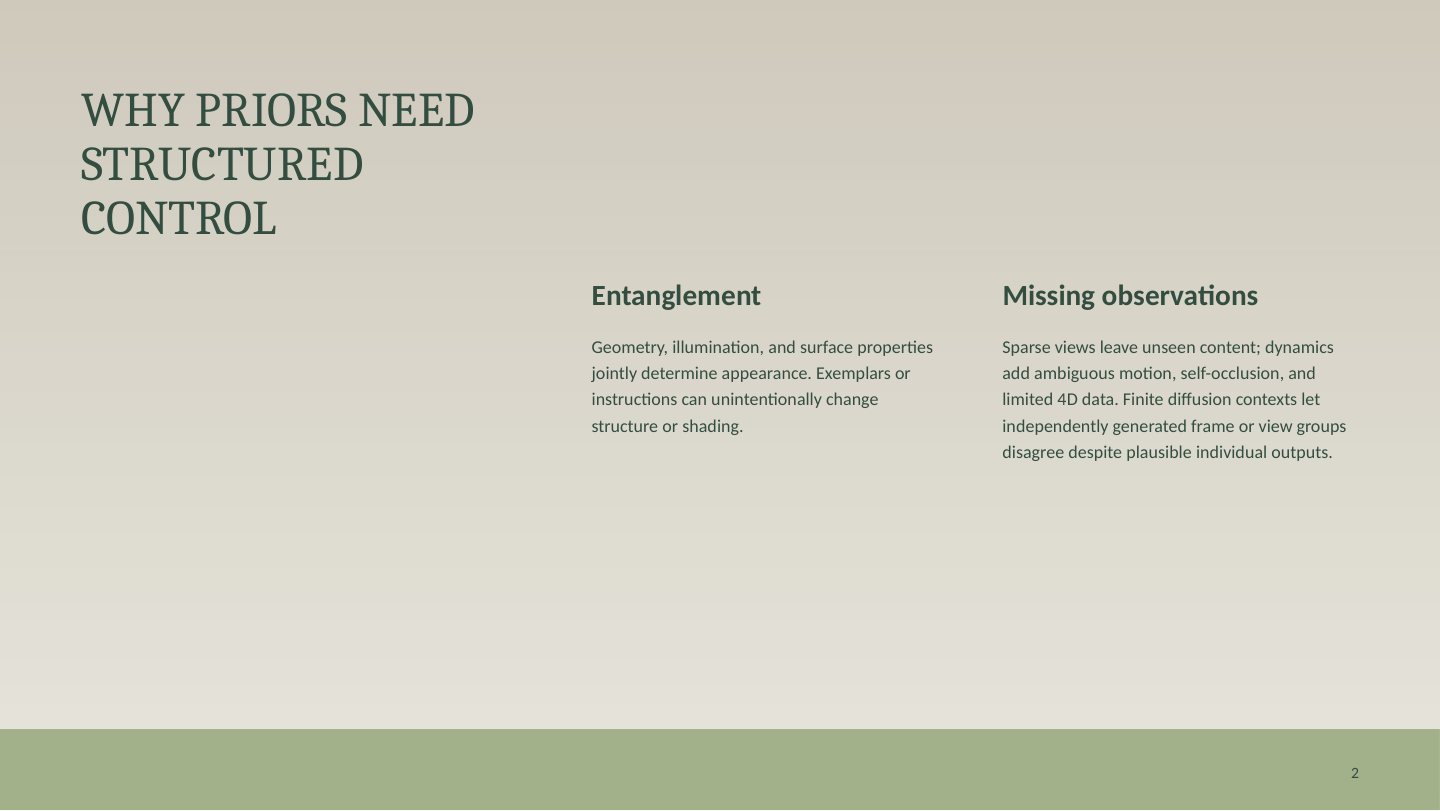 WHY PRIORS NEED
STRUCTURED
CONTROL
Entanglement
Geometry, illumination, and surface properties
jointly determine appearance. Exemplars or
instructions can unintentionally change
structure or shading.
Missing observations
Sparse views leave unseen content; dynamics
add ambiguous motion, self-occlusion, and
limited 4D data. Finite diffusion contexts let
independently generated frame or view groups
disagree despite plausible individual outputs.
2